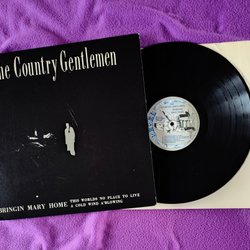 he Country Gentlemen
BRINGIN MARY HOME
THIS WORLDS NO PLACE TO LIVE
A COLD WIND A'BLOWING